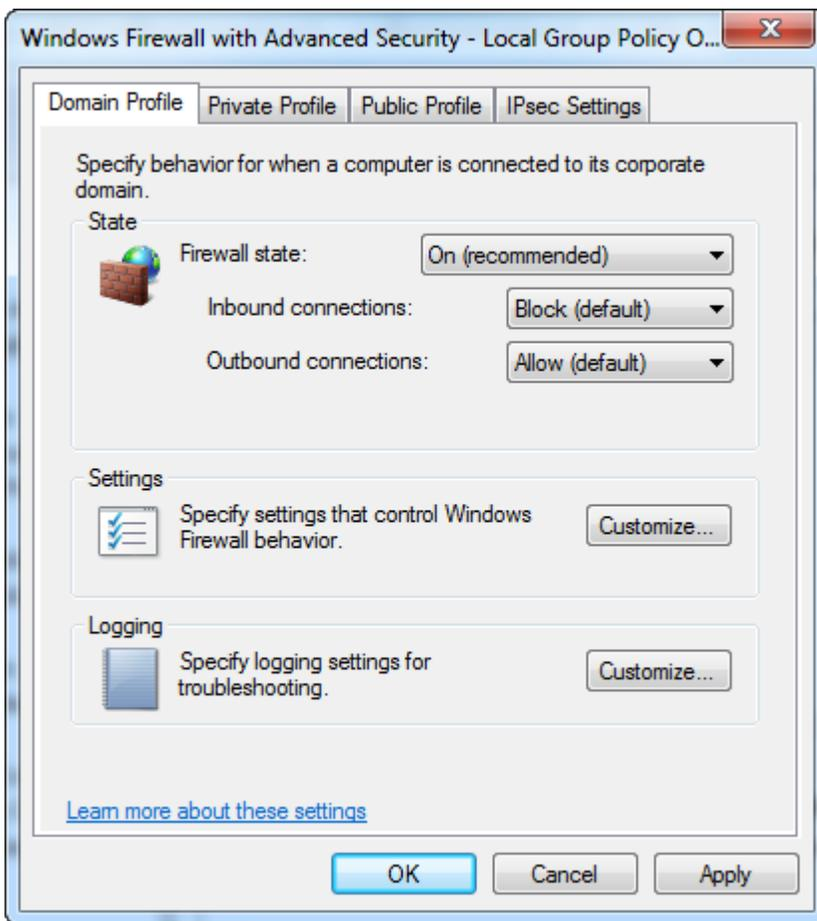 Windows Firewall with Advanced Security - Local Group Policy O...
Domain Profile Private Profile Public Profile IPsec Settings
Specify behavior for when a computer is connected to its corporate
domain.
State
Firewall state: On (recommended)
Inbound connections: Block (default)
Outbound connections: Allow (default)
Settings
Specify settings that control Windows
Firewall behavior.
Customize...
Logging
Specify logging settings for
troubleshooting.
Customize...
Learn more about these settings
OK Cancel Apply